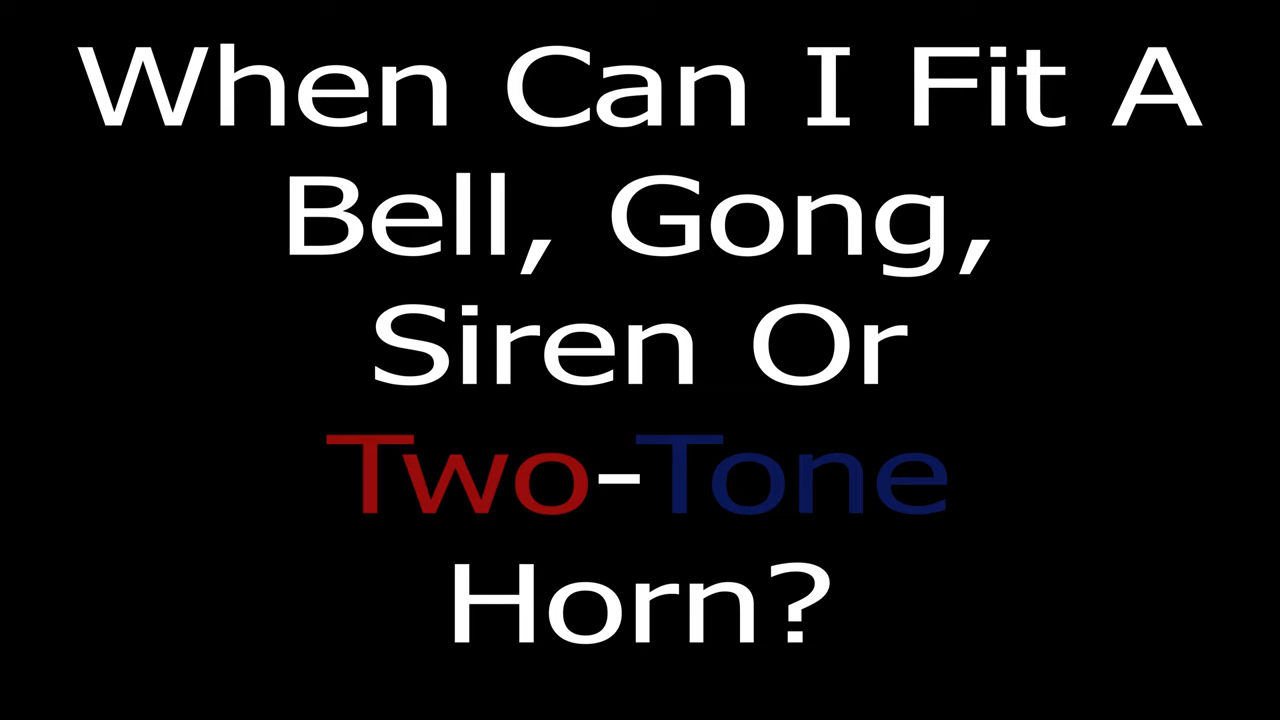 When Can I Fit A
Bell, Gong,
Siren Or
Two-Tone
Horn?